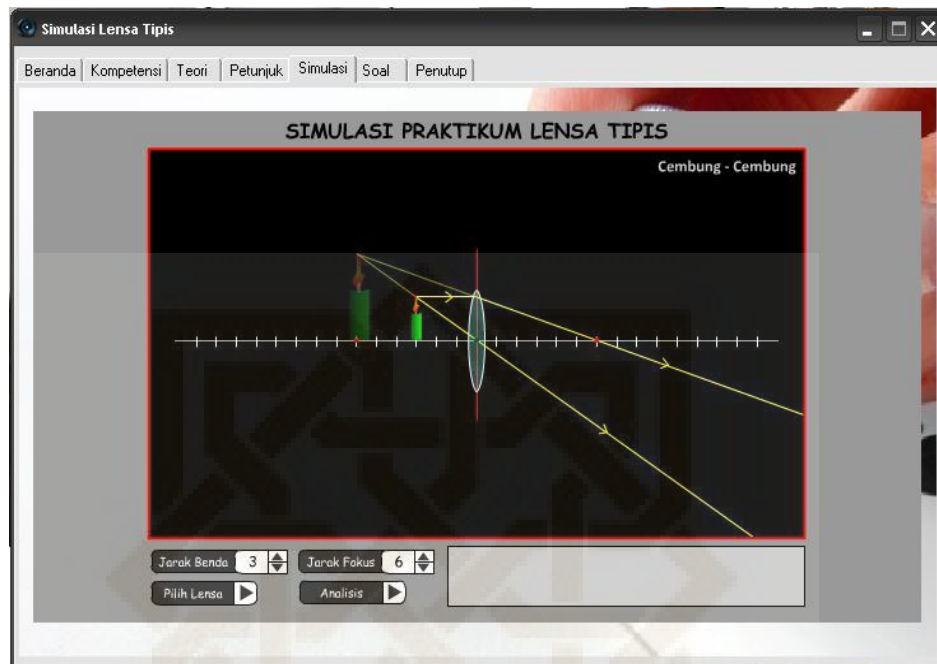 Simulasi Lensa Tipis
Beranda Kompetensi Teori Petunjuk Simulasi Soal Penutup
SIMULASI PRAKTIKUM LENSA TIPIS
Cembung - Cembung
Jarak Benda 3 Jarak Fokus 6
Pilih Lensa Analisis